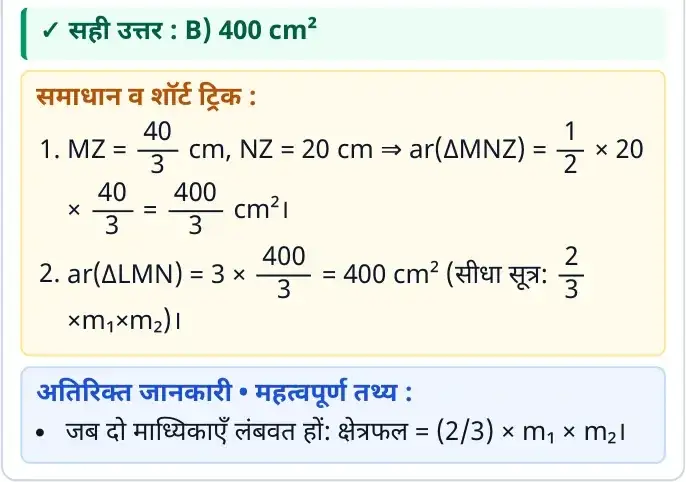 ✓ सही उत्तर : B) 400 cm²
समाधान व शॉर्ट ट्रिक :
1. MZ = 40/3 cm, NZ = 20 cm ⇒ ar(ΔMNZ) = 1/2 × 20
× 40/3 = 400/3 cm²।
2. ar(ΔLMN) = 3 × 400/3 = 400 cm² (सीधा सूत्र: 2/3
×m₁×m₂)।
अतिरिक्त जानकारी • महत्वपूर्ण तथ्य :
• जब दो माध्यिकाएँ लंबवत हों: क्षेत्रफल = (2/3) × m₁ × m₂।